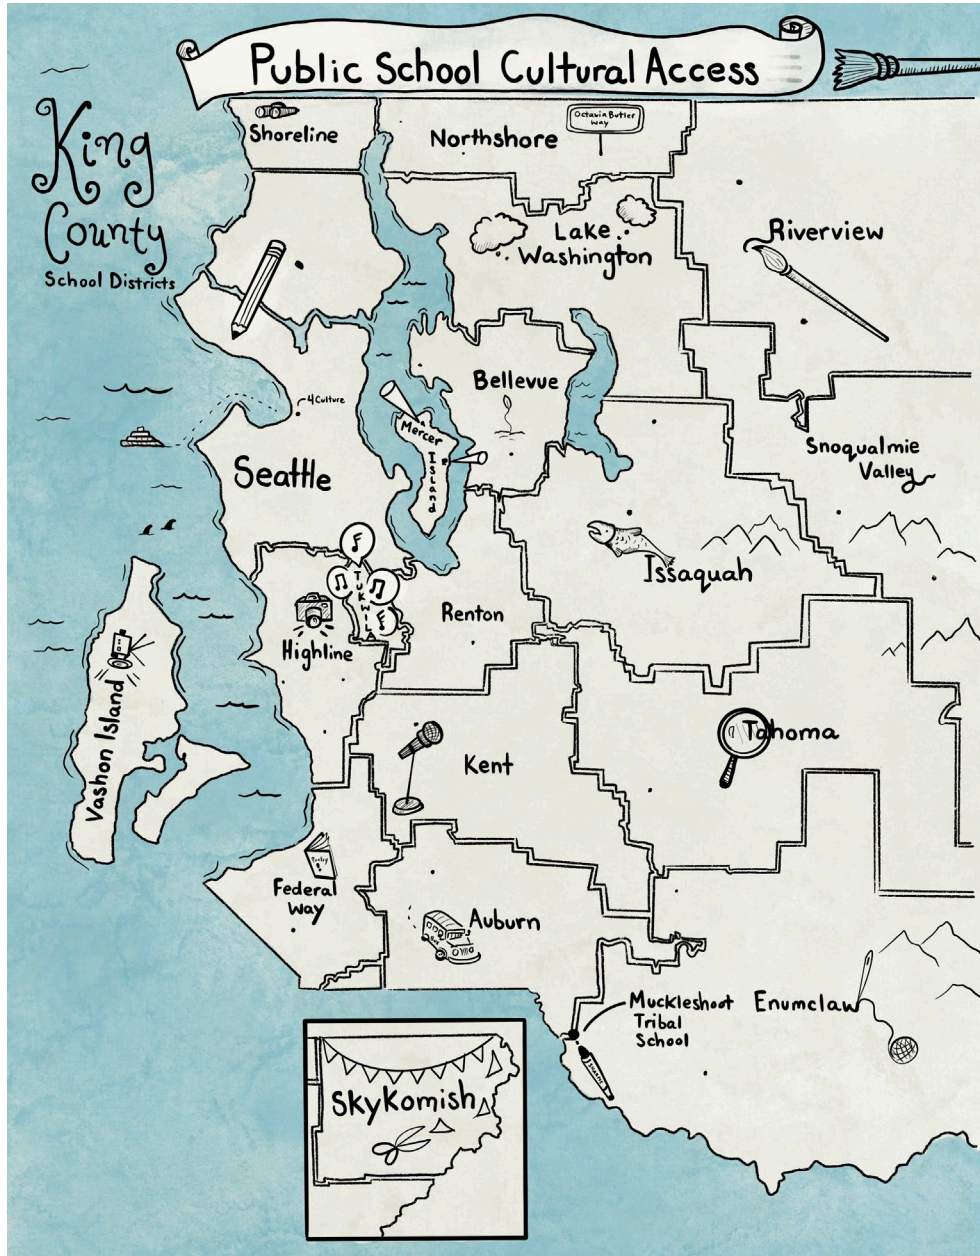 Public School Cultural Access
King
County
School Districts
Shoreline
Northshore
Octavia Butler
Way
Lake
Washington
Riverview
Bellevue
4Culture
Mercer
Island
Seattle
Snoqualmie
Valley
Issaquah
TUKWILA
Renton
Highline
Vashon Island
Tahoma
Kent
Poetry
Federal
Way
Auburn
Muckleshoot
Tribal
School
Enumclaw
Skykomish